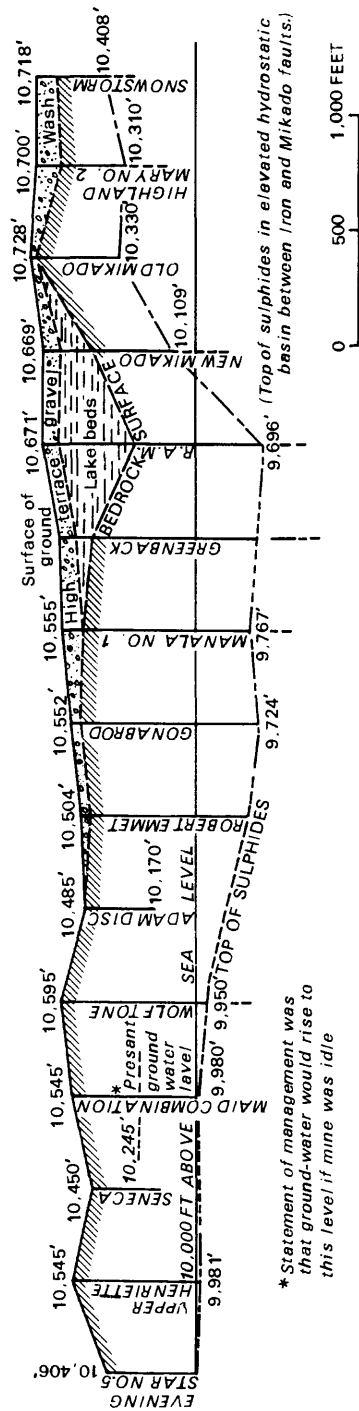 10,406'
10,545'
10,450'
10,545'
10,595'
10,485'
10,504'
10,552'
10,555'
Surface of
ground
10,671'
10,669'
10,728'
10,700'
10,718'
High terrace gravel
Lake beds
BEDROCK SURFACE
Wash
EVENING
STAR NO.5
UPPER
HENRIETTE
SENECA
MAID COMBINATION
WOLFTONE
ADAM DISC
ROBERT EMMET
GONABROD
MANALA NO. 1
GREENBACK
R.A.M.
NEW MIKADO
OLD MIKADO
HIGHLAND
MARY NO. 2
SNOWSTORM
10,245'
* Presant
ground
water
laval
10,170'
10,330'
10,310'
10,408'
10,000 FT ABOVE SEA LEVEL
9,981'
9,980'
9,950'
TOP OF SULPHIDES
9,724'
9,767'
9,696'
10,109'
(Top of sulphides in elevated hydrostatic
basin between Iron and Mikado faults.)
* Statement of management was
that ground-water would rise to
this level if mine was idle
0 500 1,000 FEET